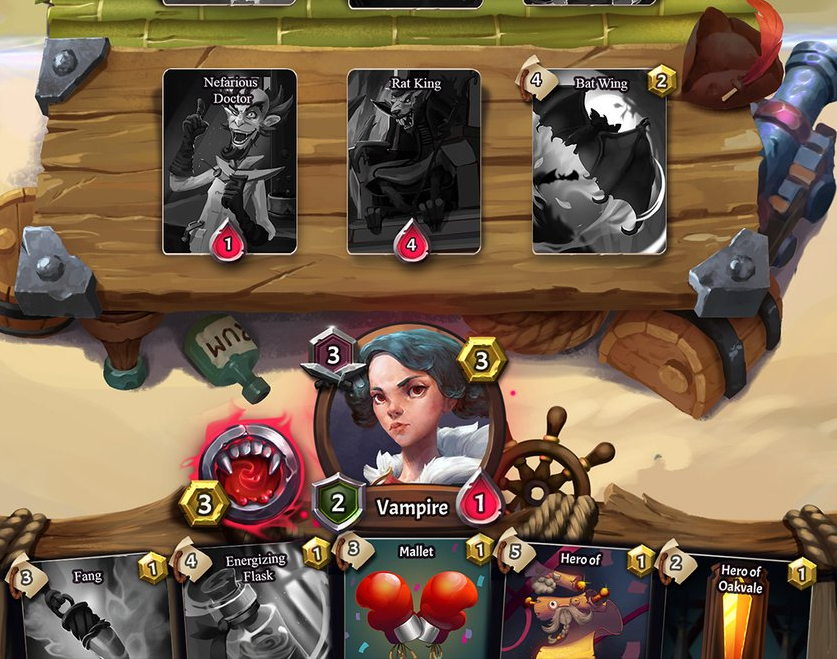 Nefarious
Doctor
1
Rat King
4
4
Bat Wing
2
RUM
3
3
3
2
Vampire
1
3
Fang
1
4
Energizing
Flask
1
3
Mallet
1
5
Hero of
1
2
Hero of
Oakvale
1